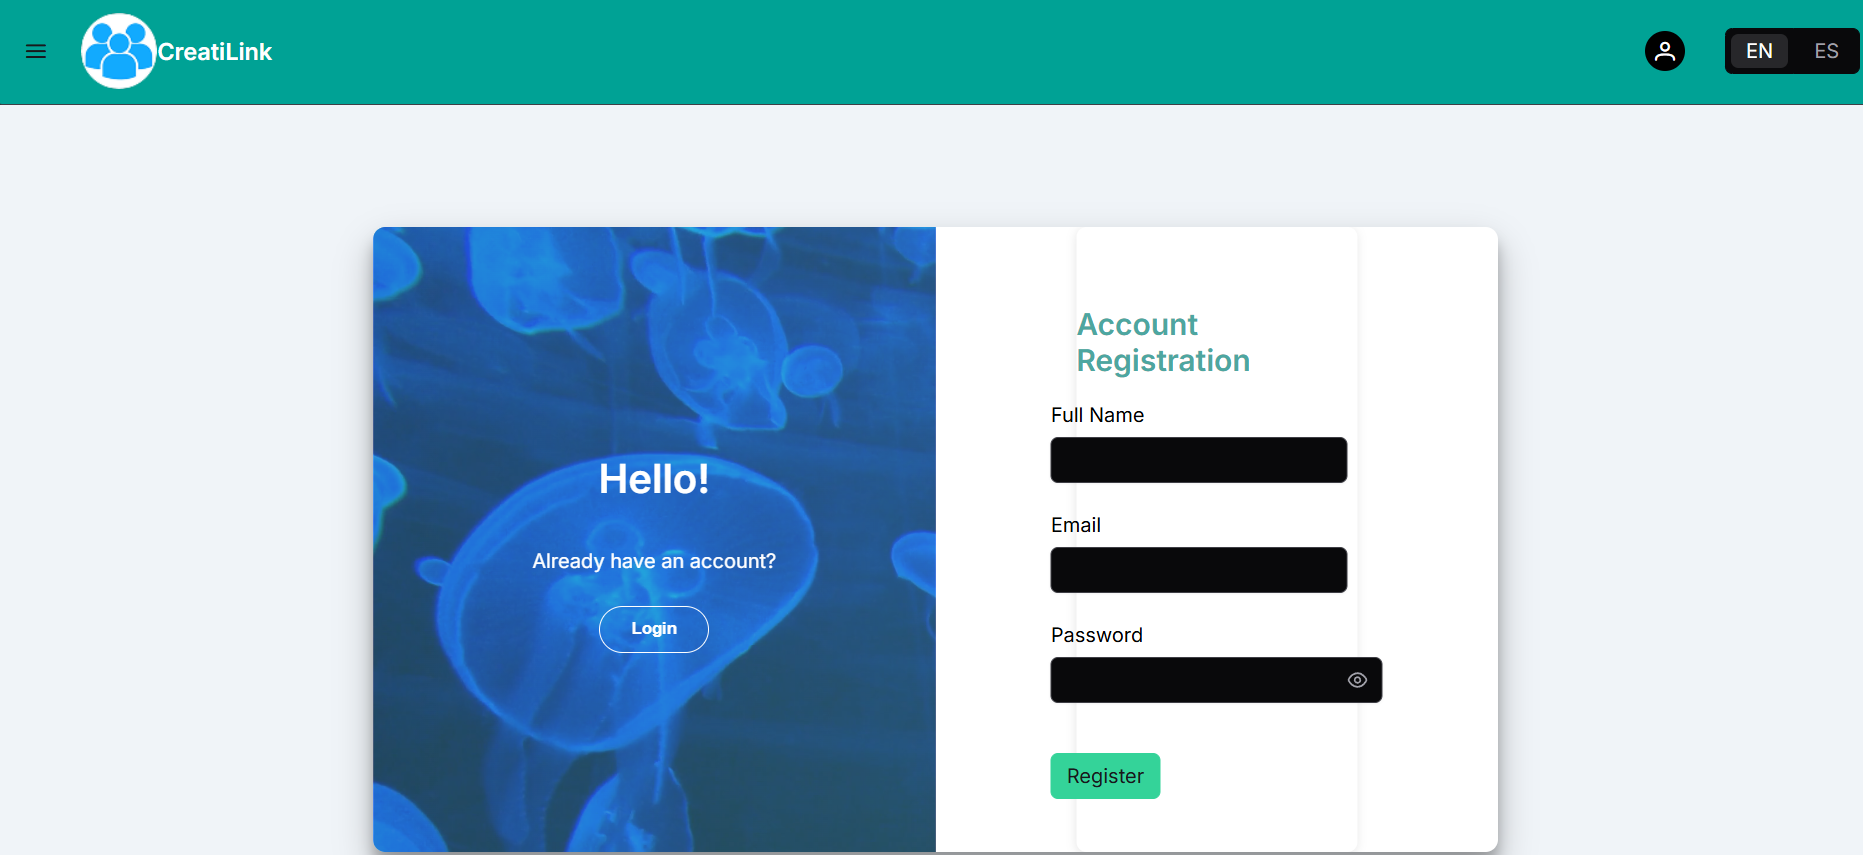 CreatiLink
EN ES
Hello!
Already have an account?
Login
Account
Registration
Full Name
Email
Password
Register